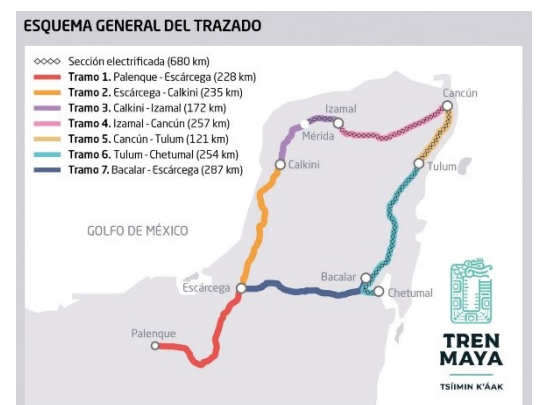 ESQUEMA GENERAL DEL TRAZADO
Sección electrificada (680 km)
Tramo 1. Palenque - Escárcega (228 km)
Tramo 2. Escárcega - Calkini (235 km)
Tramo 3. Calkini - Izamal (172 km)
Tramo 4. Izamal - Cancún (257 km)
Tramo 5. Cancún - Tulum (121 km)
Tramo 6. Tulum - Chetumal (254 km)
Tramo 7. Bacalar - Escárcega (287 km)
Cancún
Izamal
Mérida
Calkini
Tulum
GOLFO DE MÉXICO
Bacalar
Escárcega
Chetumal
Palenque
TREN
MAYA
TSÍIMIN K'ÁAK